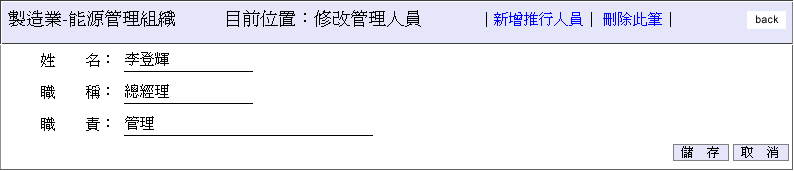 製造業-能源管理組織 目前位置：修改管理人員 | 新增推行人員 | 刪除此筆 | back
姓 名： 李登輝
職 稱： 總經理
職 責： 管理
儲 存 取 消